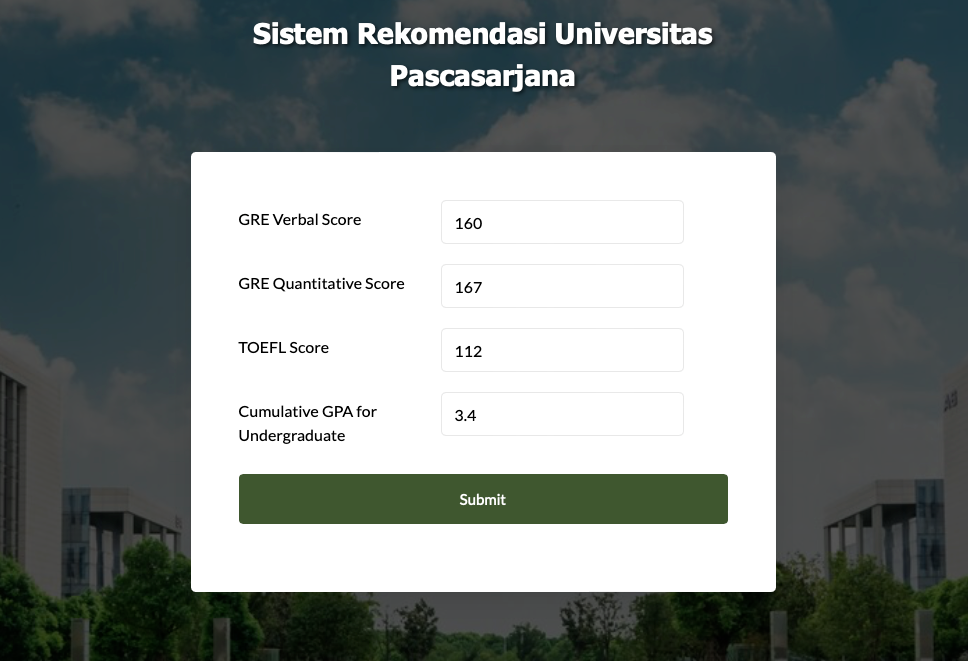 Sistem Rekomendasi Universitas
Pascasarjana
GRE Verbal Score
160
GRE Quantitative Score
167
TOEFL Score
112
Cumulative GPA for
Undergraduate
3.4
Submit